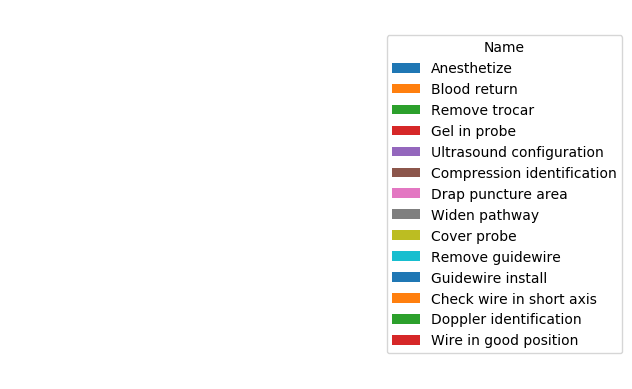 Name
Anesthetize
Blood return
Remove trocar
Gel in probe
Ultrasound configuration
Compression identification
Drap puncture area
Widen pathway
Cover probe
Remove guidewire
Guidewire install
Check wire in short axis
Doppler identification
Wire in good position